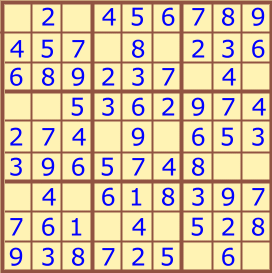 2 4 5 6 7 8 9
4 5 7 8 2 3 6
6 8 9 2 3 7 4
5 3 6 2 9 7 4
2 7 4 9 6 5 3
3 9 6 5 7 4 8
4 6 1 8 3 9 7
7 6 1 4 5 2 8
9 3 8 7 2 5 6